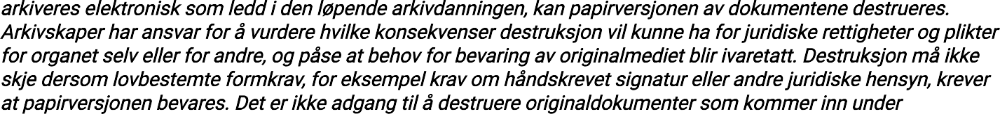 arkiveres elektronisk som ledd i den løpende arkivdanningen, kan papirversjonen av dokumentene destrueres.
Arkivskaper har ansvar for å vurdere hvilke konsekvenser destruksjon vil kunne ha for juridiske rettigheter og plikter
for organet selv eller for andre, og påse at behov for bevaring av originalmediet blir ivaretatt. Destruksjon må ikke
skje dersom lovbestemte formkrav, for eksempel krav om håndskrevet signatur eller andre juridiske hensyn, krever
at papirversjonen bevares. Det er ikke adgang til å destruere originaldokumenter som kommer inn under